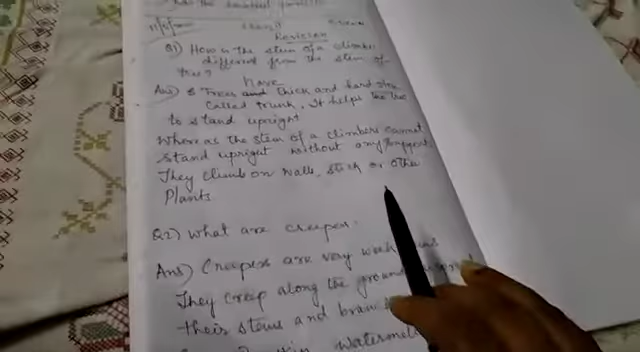 Revision
Q1) How is the stem of a climber
different from the stem of
tree?
Have
Ans) Trees and thick and hard stem
called trunk. It helps the tree
to stand upright
Where as the stem of a climbers cannot
stand upright without any support.
They climb on walls, stick or other
Plants
Q2) What are creeper.
Ans) Creepers are very weak
They creep along the ground
their stems and bran
watermel